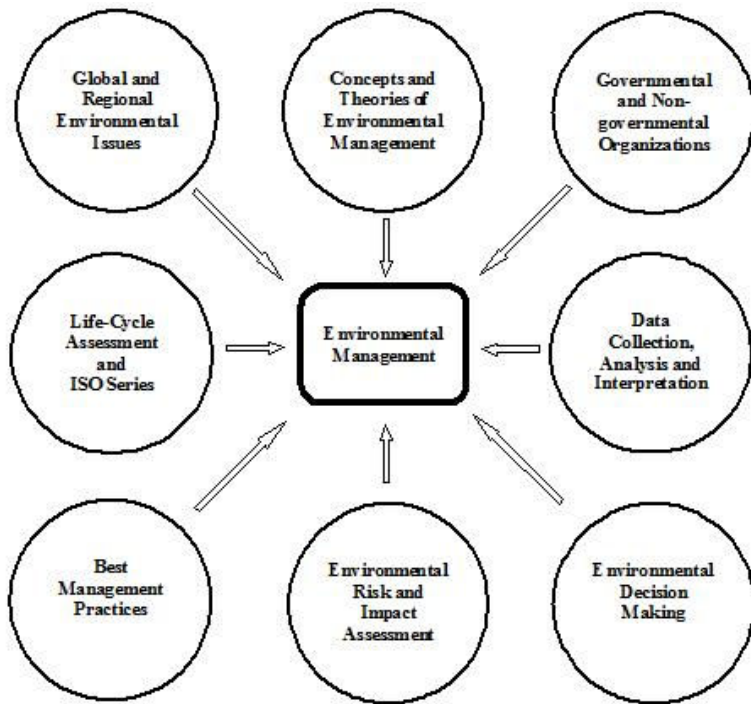 Global and
Regional
Environmental
Issues
Concepts and
Theories of
Environmental
Management
Governmental
and Non-
governmental
Organizations
Life-Cycle
Assessment
and
ISO Series
Environmental
Management
Data
Collection,
Analysis and
Interpretation
Best
Management
Practices
Environmental
Risk and
Impact
Assessment
Environmental
Decision
Making